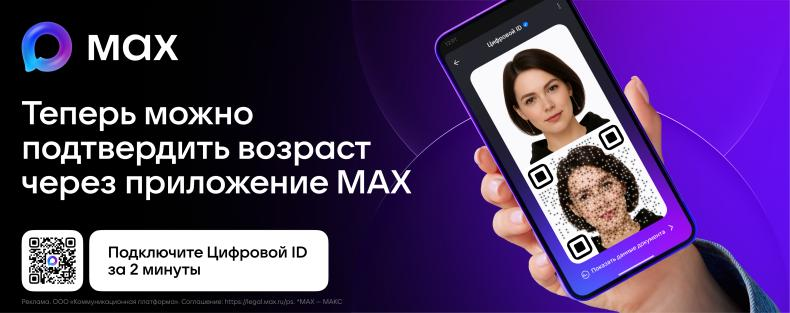 max
Теперь можно
подтвердить возраст
через приложение MAX
Подключите Цифровой ID
за 2 минуты
Реклама. ООО «Коммуникационная платформа». Соглашение: https://legal.max.ru/ps. *MAX — МАКС
Цифровой ID
Показать данные документа